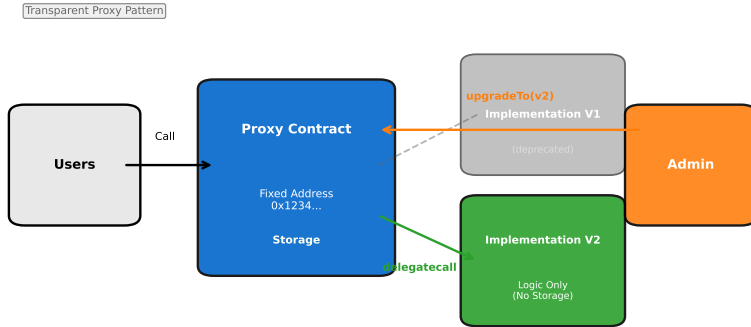 Transparent Proxy Pattern
Users
Call
Proxy Contract
Fixed Address
0x1234...
Storage
upgradeTo(v2)
Implementation V1
(deprecated)
delegatecall
Implementation V2
Logic Only
(No Storage)
Admin